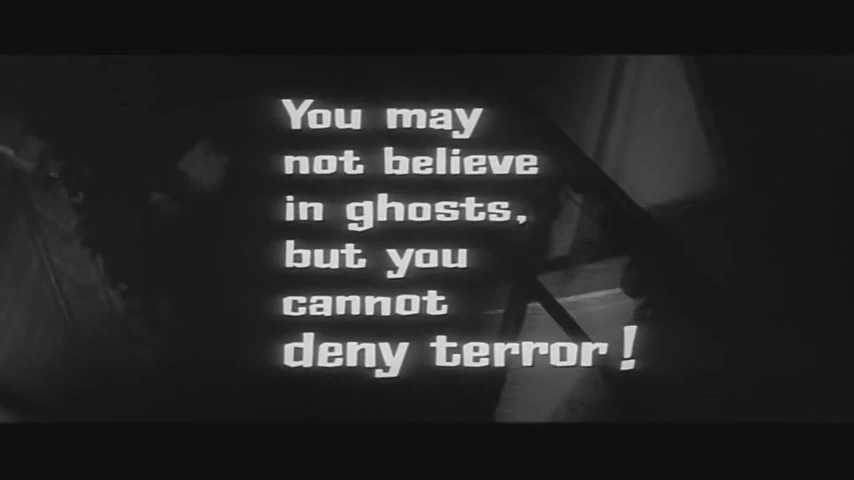 You may
not believe
in ghosts,
but you
cannot
deny terror!